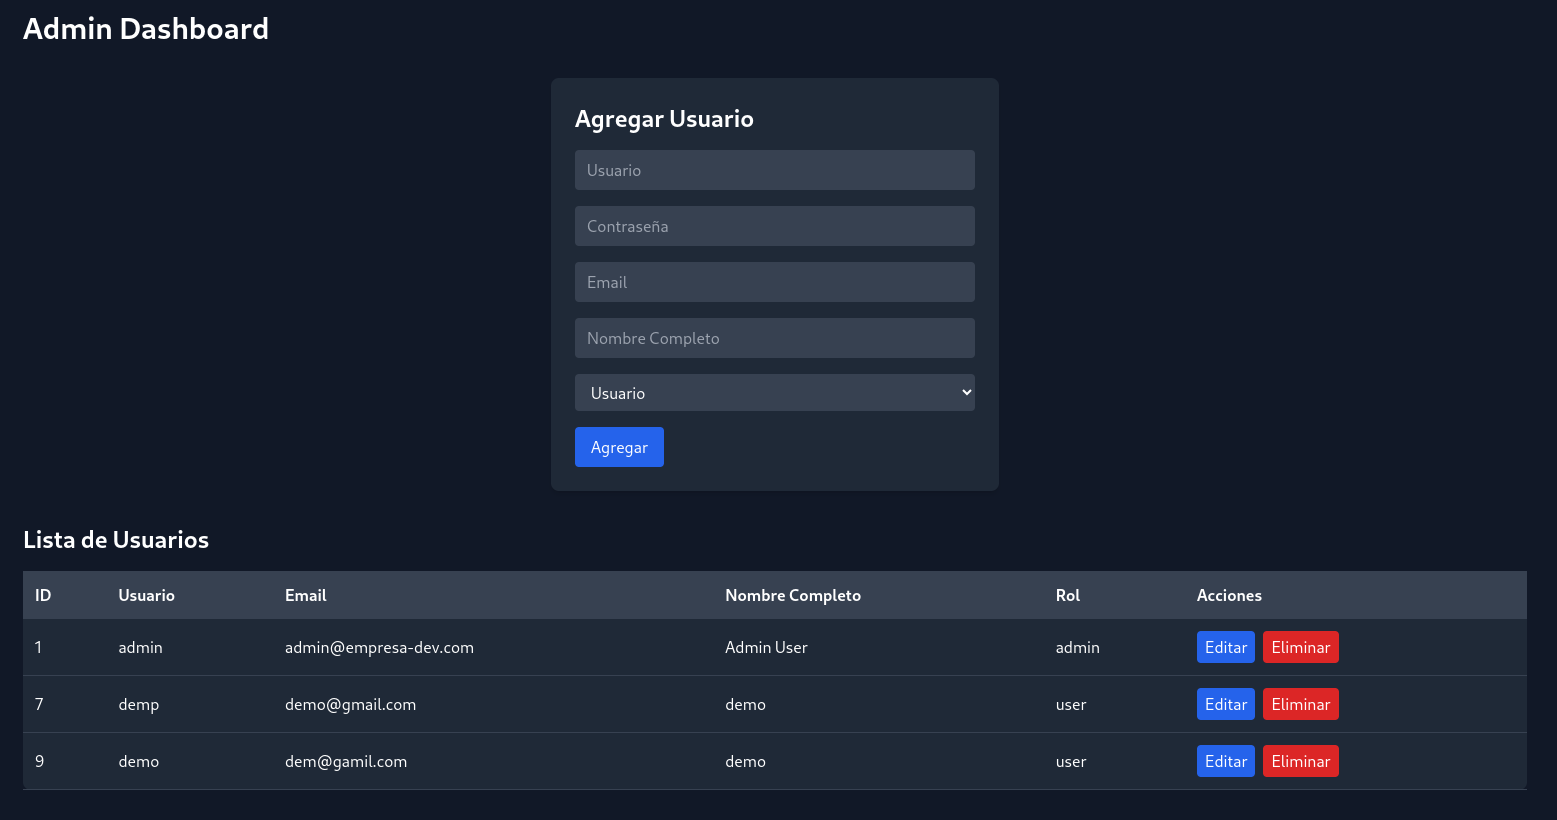 Admin Dashboard
Agregar Usuario
Usuario
Contraseña
Email
Nombre Completo
Usuario
Agregar
Lista de Usuarios
ID Usuario Email Nombre Completo Rol Acciones
1 admin admin@empresa-dev.com Admin User admin Editar Eliminar
7 demp demo@gmail.com demo user Editar Eliminar
9 demo dem@gamil.com demo user Editar Eliminar